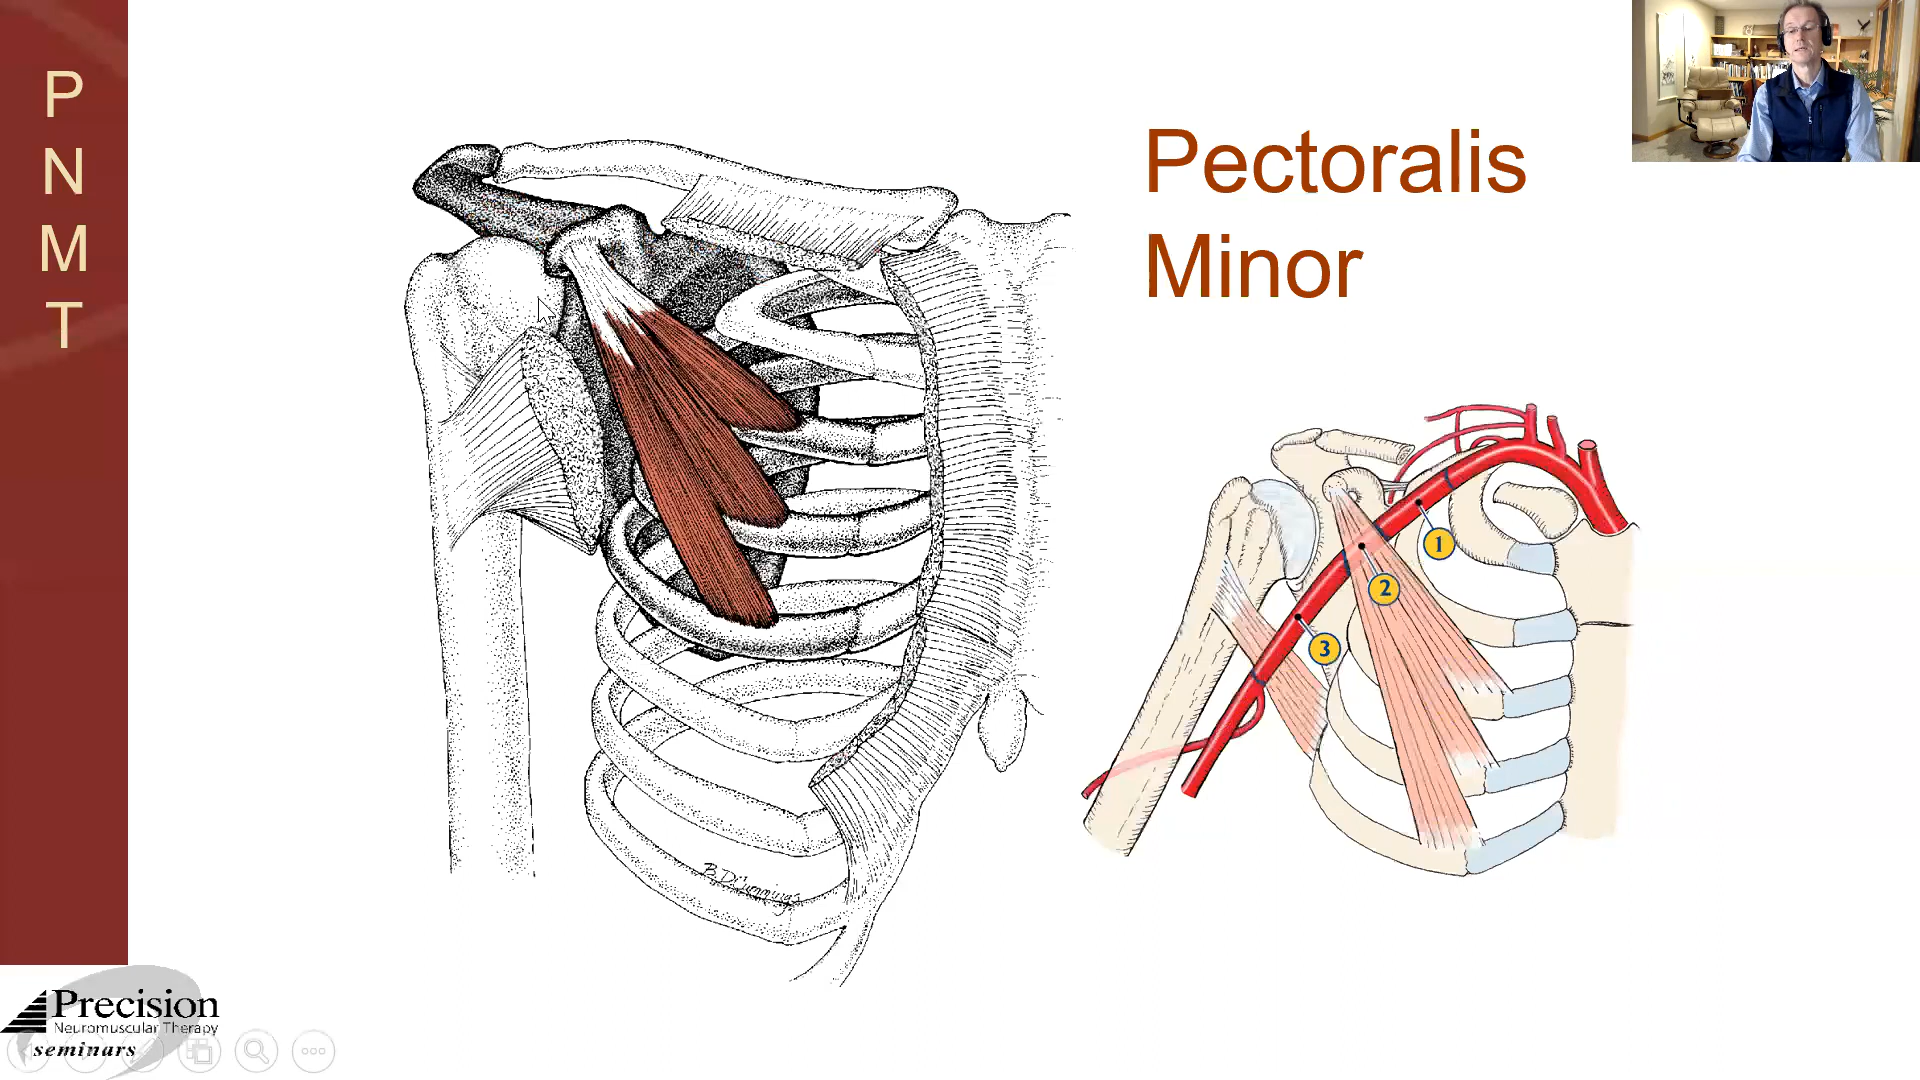 P
N
M
T
Pectoralis
Minor
1
2
3
B.D.Cummings
Precision
Neuromuscular Therapy
seminars